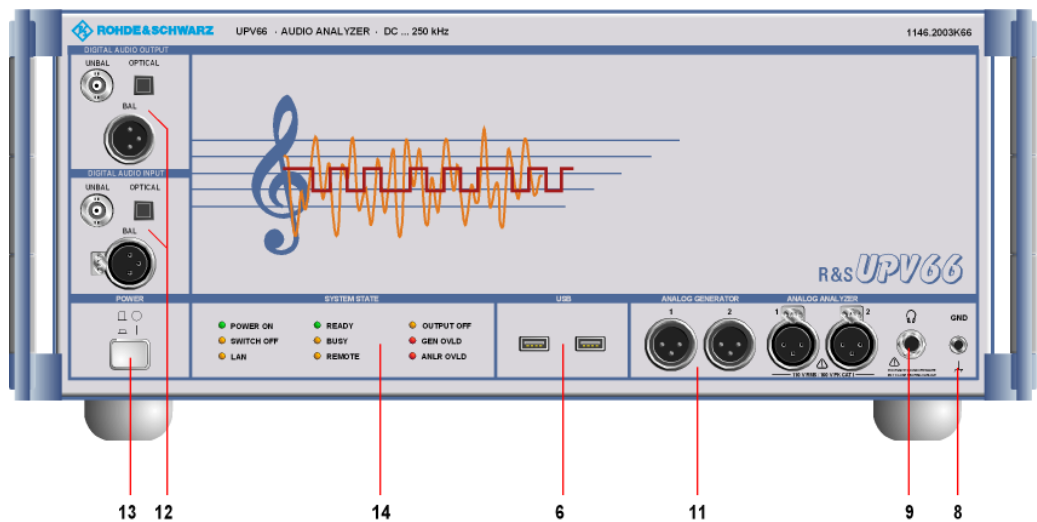 ROHDE&SCHWARZ UPV66 · AUDIO ANALYZER · DC ... 250 kHz 1146.2003K66
DIGITAL AUDIO OUTPUT
UNBAL OPTICAL
BAL
DIGITAL AUDIO INPUT
UNBAL OPTICAL
BAL
R&S UPV66
POWER SYSTEM STATE USB ANALOG GENERATOR ANALOG ANALYZER
1 2 1 2 GND
POWER ON READY OUTPUT OFF
SWITCH OFF BUSY GEN OVLD
LAN REMOTE ANLR OVLD
13 12 14 6 11 9 8